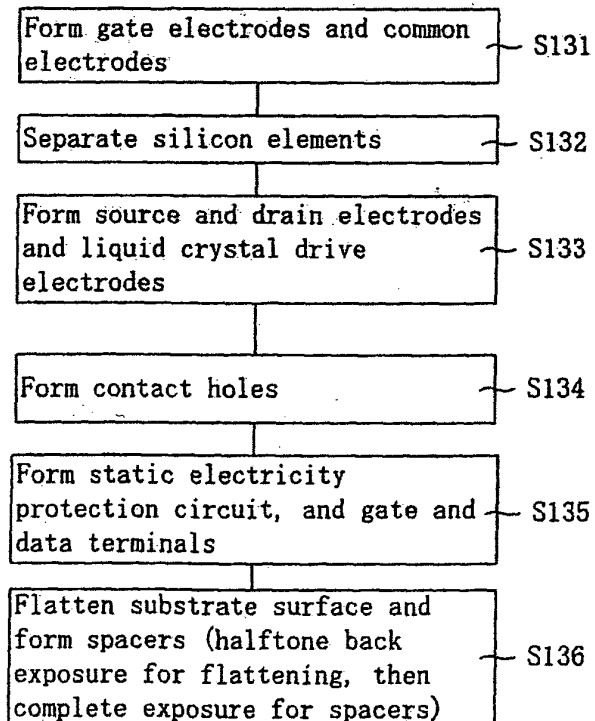 Form gate electrodes and common
electrodes
S131
Separate silicon elements
S132
Form source and drain electrodes
and liquid crystal drive
electrodes
S133
Form contact holes
S134
Form static electricity
protection circuit, and gate and
data terminals
S135
Flatten substrate surface and
form spacers (halftone back
exposure for flattening, then
complete exposure for spacers)
S136